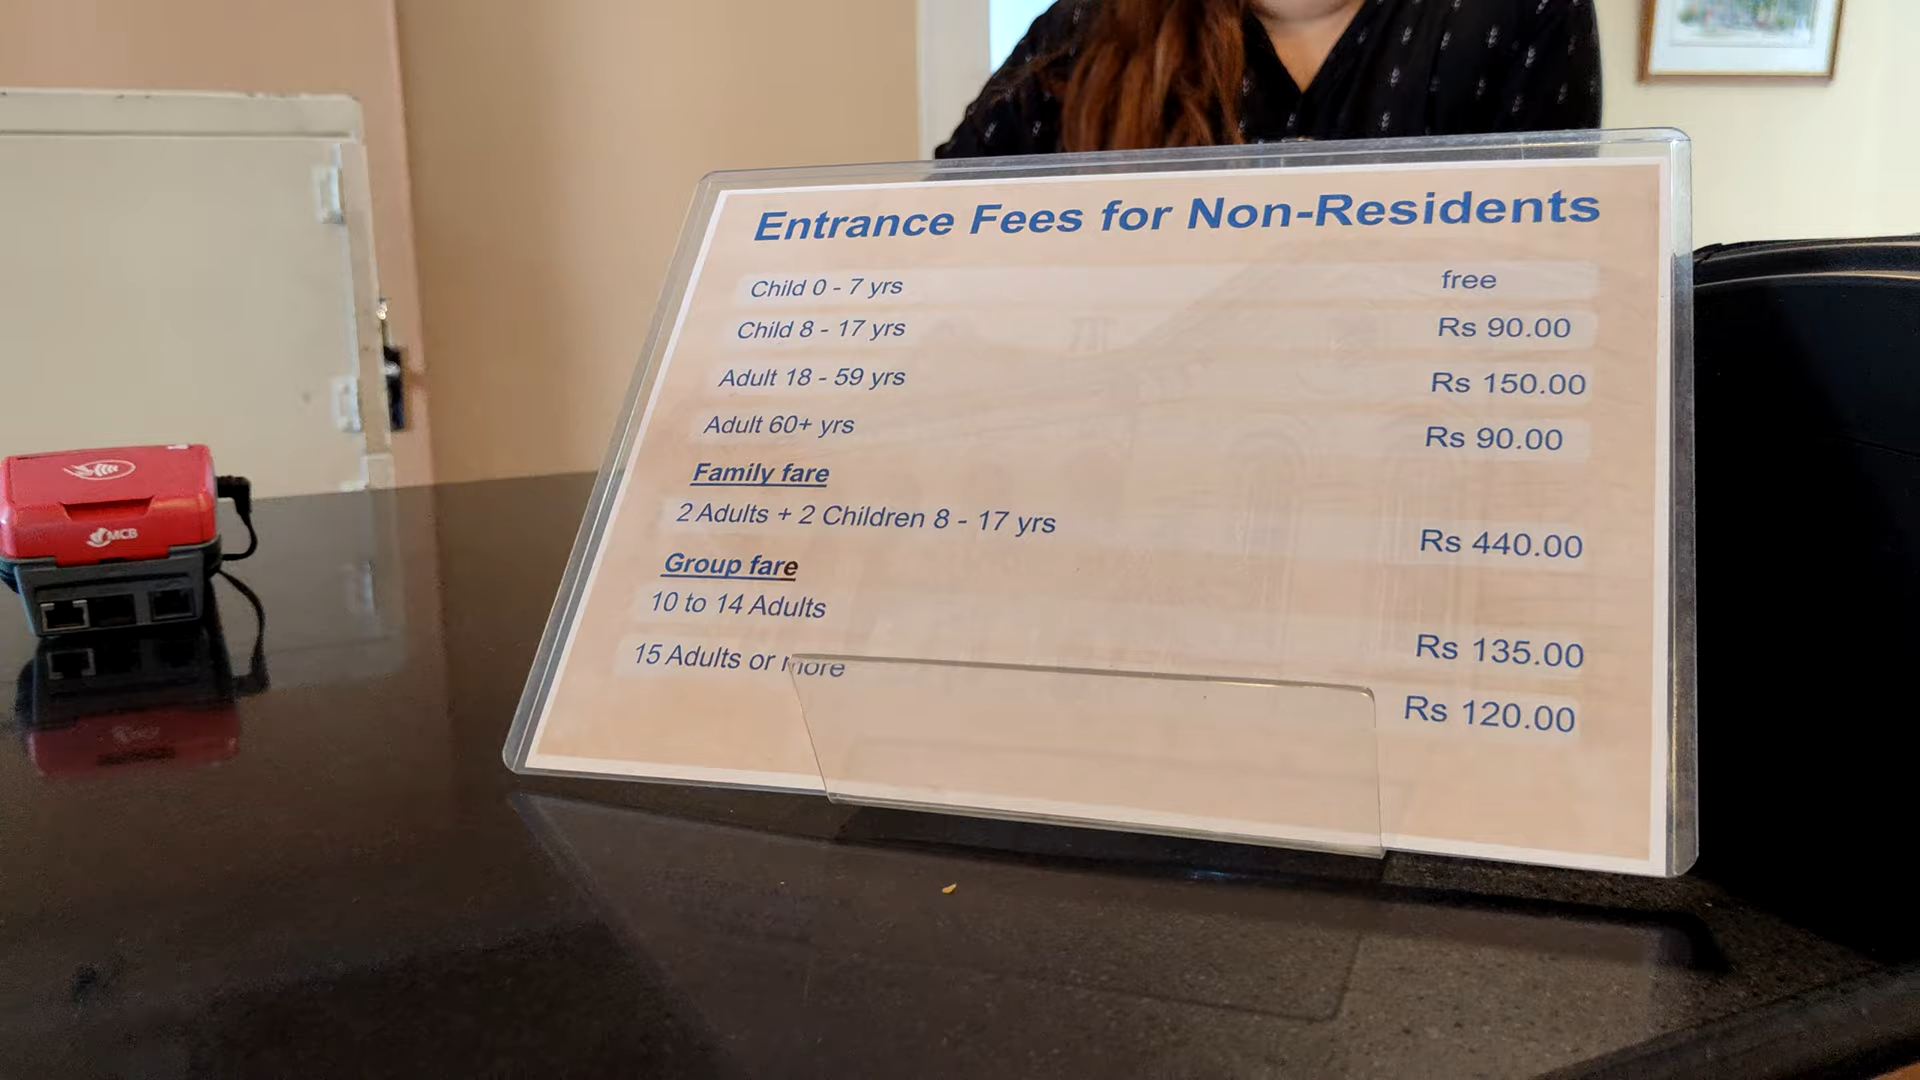 Entrance Fees for Non-Residents
Child 0 - 7 yrs free
Child 8 - 17 yrs Rs 90.00
Adult 18 - 59 yrs Rs 150.00
Adult 60+ yrs Rs 90.00
Family fare
2 Adults + 2 Children 8 - 17 yrs Rs 440.00
Group fare
10 to 14 Adults Rs 135.00
15 Adults or more Rs 120.00
MCB